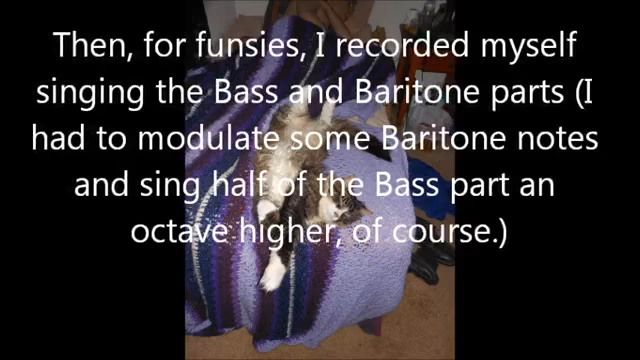 Then, for funsies, I recorded myself
singing the Bass and Baritone parts (I
had to modulate some Baritone notes
and sing half of the Bass part an
octave higher, of course.)